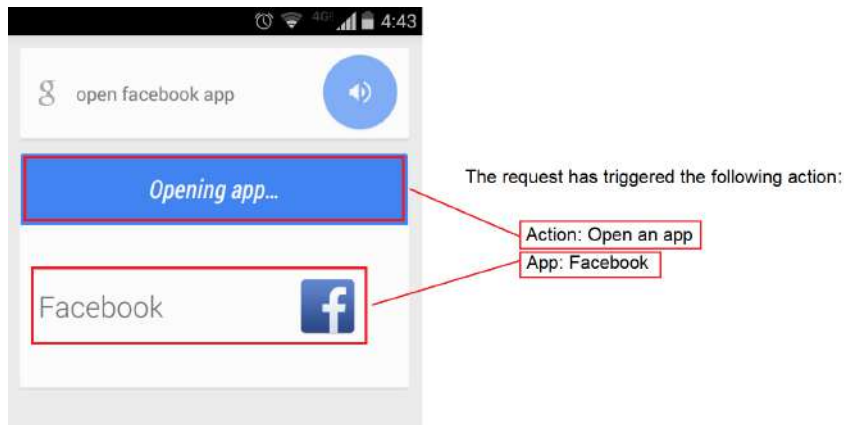 4G 4:43
g open facebook app
Opening app...
Facebook f
The request has triggered the following action:
Action: Open an app
App: Facebook